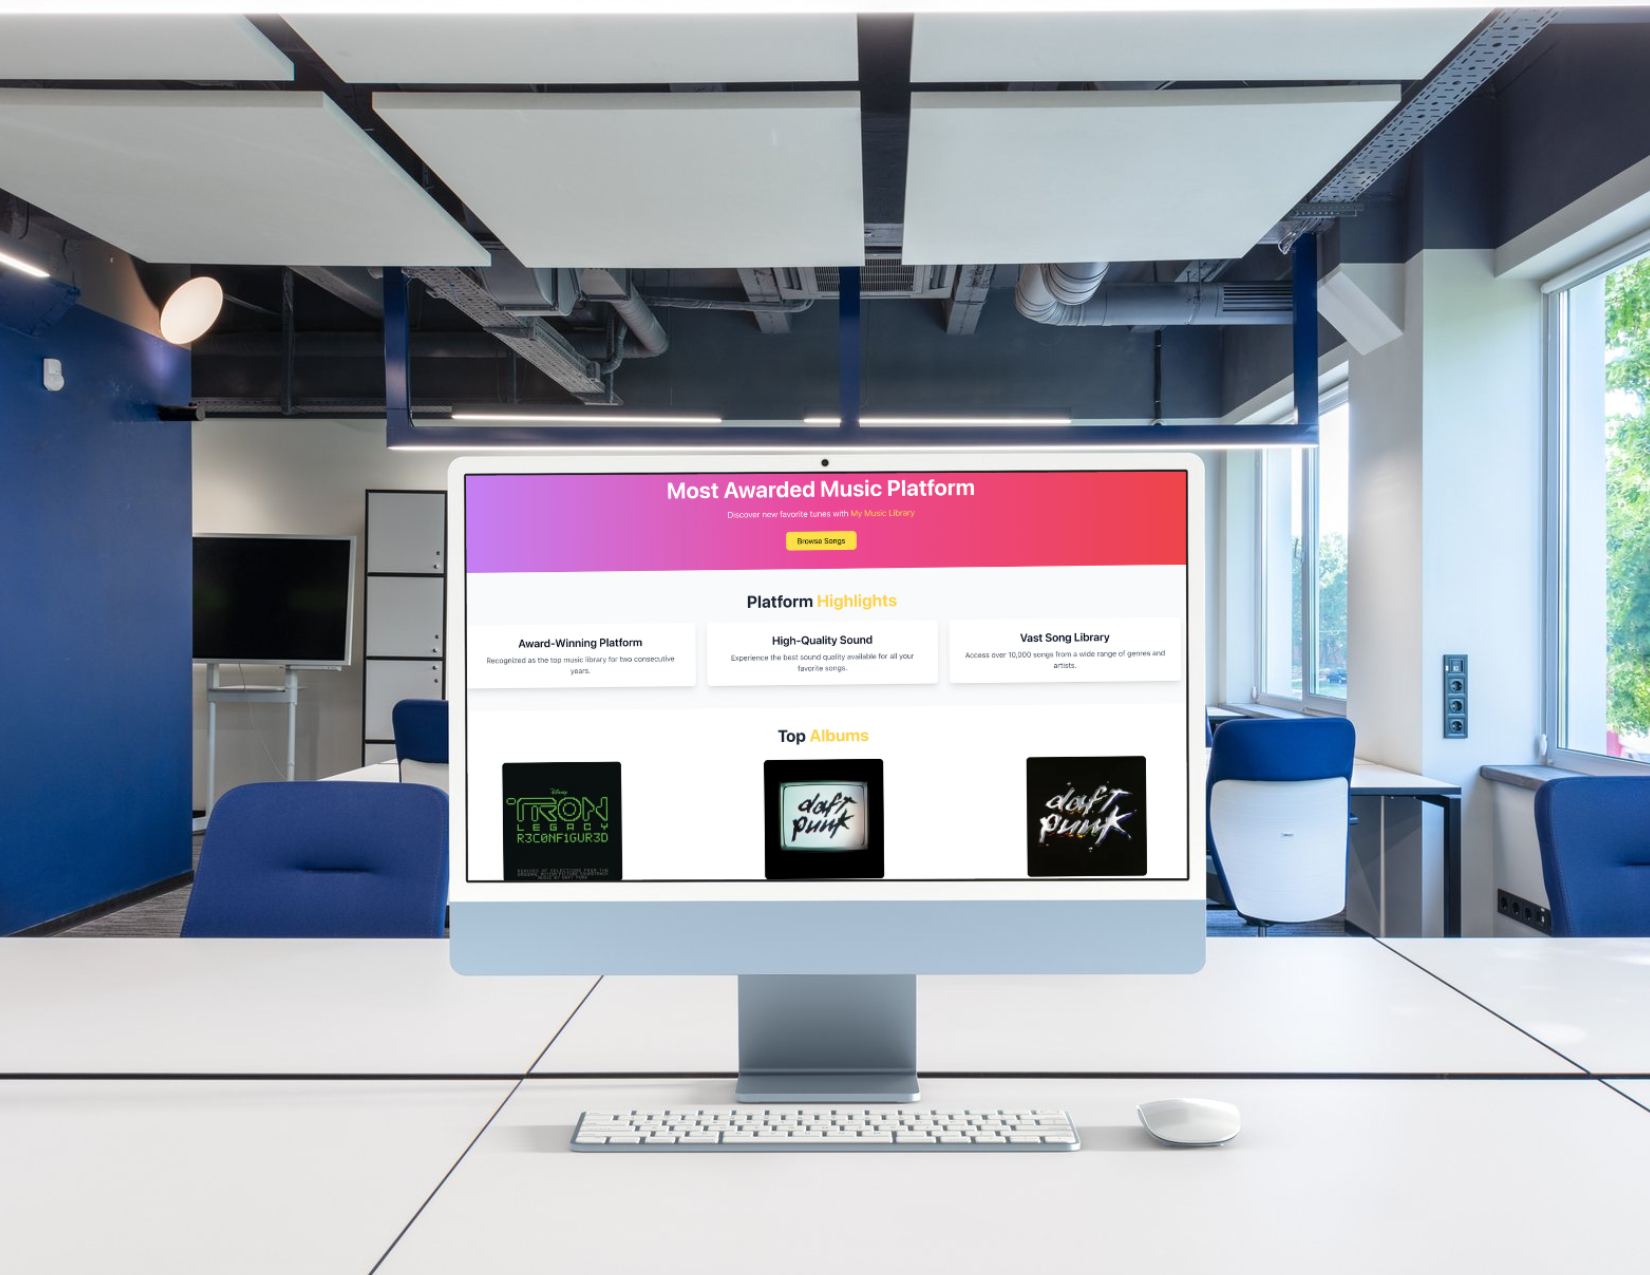 Most Awarded Music Platform
Discover new favorite tunes with My Music Library
Browse Songs
Platform Highlights
Award-Winning Platform
Recognized as the top music library for two consecutive
years.
High-Quality Sound
Experience the best sound quality available for all your
favorite songs.
Vast Song Library
Access over 10,000 songs from a wide range of genres and
artists.
Top Albums
Disney
TRON
LEGACY
R3C0NF1GUR3D
daft
punk
daft
punk